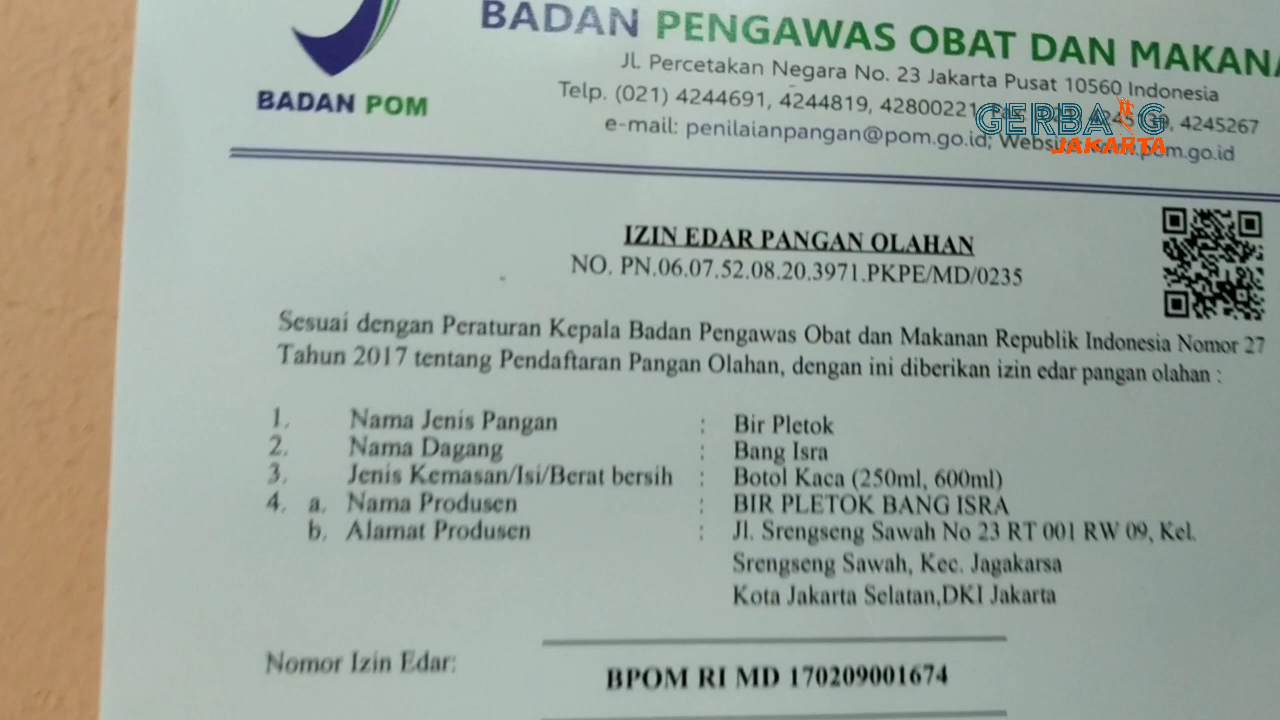 BADAN PENGAWAS OBAT DAN MAKANA
BADAN POM
Jl. Percetakan Negara No. 23 Jakarta Pusat 10560 Indonesia
Telp. (021) 4244691, 4244819, 42800221, 4245267
e-mail: penilaianpangan@pom.go.id; pom.go.id
GERBANG
JAKARTA
IZIN EDAR PANGAN OLAHAN
NO. PN.06.07.52.08.20.3971.PKPE/MD/0235
Sesuai dengan Peraturan Kepala Badan Pengawas Obat dan Makanan Republik Indonesia Nomor 27
Tahun 2017 tentang Pendaftaran Pangan Olahan, dengan ini diberikan izin edar pangan olahan :
1. Nama Jenis Pangan : Bir Pletok
2. Nama Dagang : Bang Isra
3. Jenis Kemasan/Isi/Berat bersih : Botol Kaca (250ml, 600ml)
4. a. Nama Produsen : BIR PLETOK BANG ISRA
b. Alamat Produsen : Jl. Srengseng Sawah No 23 RT 001 RW 09, Kel.
Srengseng Sawah, Kec. Jagakarsa
Kota Jakarta Selatan,DKI Jakarta
Nomor Izin Edar:
BPOM RI MD 170209001674